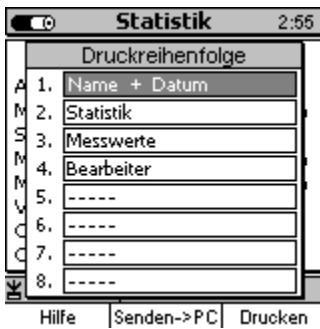 Statistik 2:55
Druckreihenfolge
1. Name + Datum
2. Statistik
3. Messwerte
4. Bearbeiter
5. -----
6. -----
7. -----
8. -----
Hilfe Senden->PC Drucken